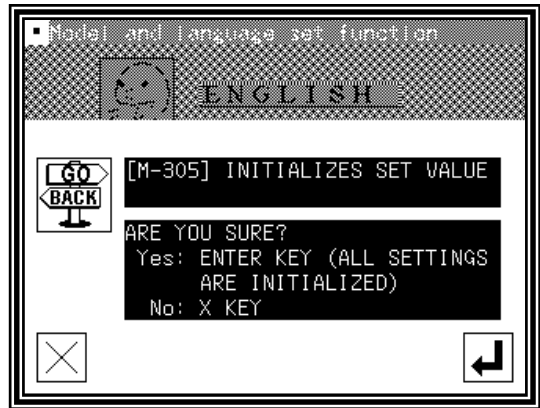 Model and language set function
ENGLISH
GO
BACK
[M-305] INITIALIZES SET VALUE
ARE YOU SURE?
Yes: ENTER KEY (ALL SETTINGS
ARE INITIALIZED)
No: X KEY